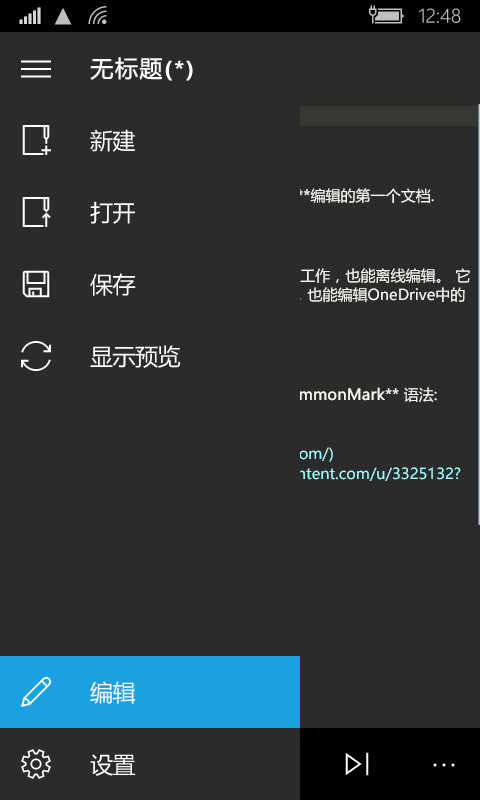 12:48
无标题(*)
新建
打开
保存
显示预览
**编辑的第一个文档.
工作，也能离线编辑。 它
, 也能编辑OneDrive中的
mmonMark** 语法:
om/)
ntent.com/u/3325132?
编辑
设置